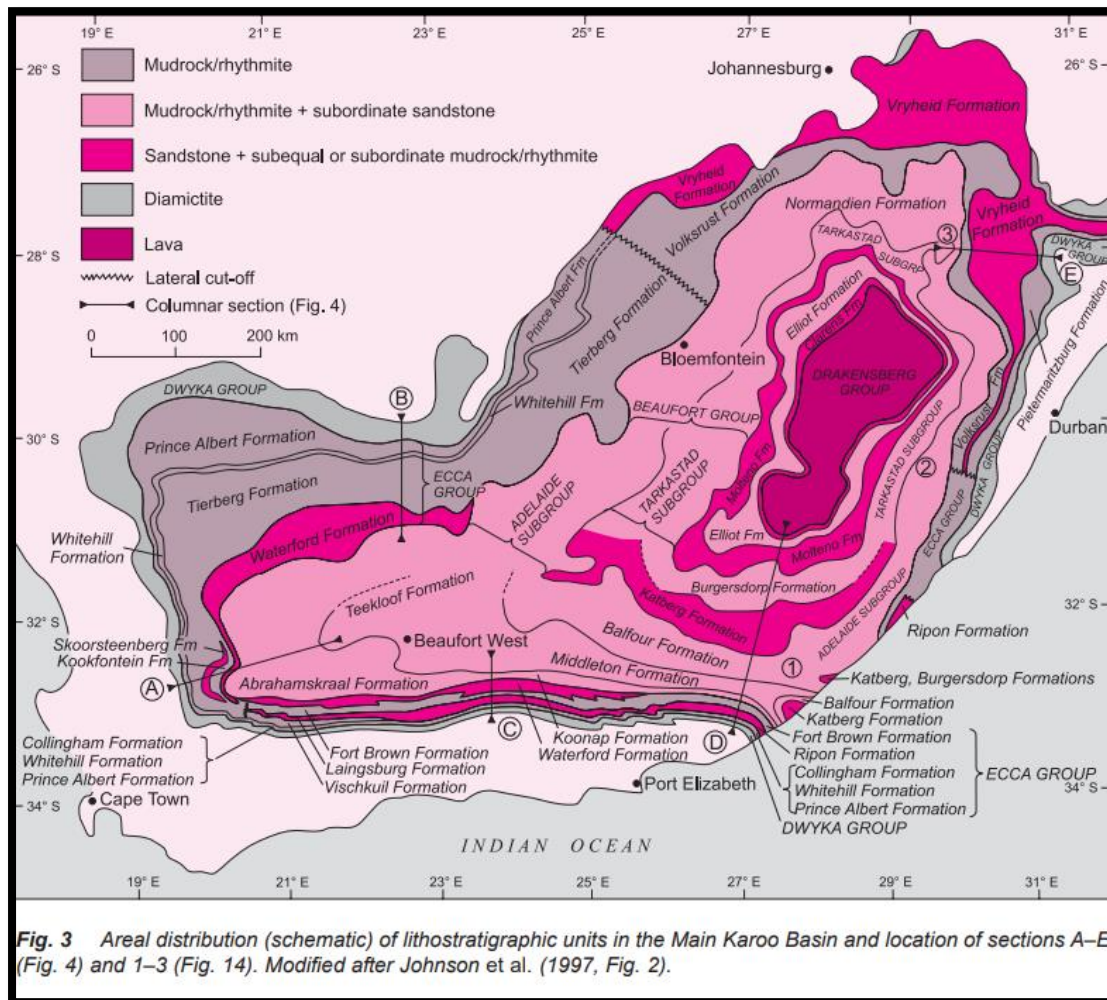 19° E
21° E
23° E
25° E
27° E
31° E
26° S
28° S
30° S
32° S
34° S
26° S
32° S
34° S
19° E
21° E
23° E
25° E
27° E
29° E
31° E
Mudrock/rhythmite
Mudrock/rhythmite + subordinate sandstone
Sandstone + subequal or subordinate mudrock/rhythmite
Diamictite
Lava
Lateral cut-off
Columnar section (Fig. 4)
0 100 200 km
Johannesburg
Vryheid Formation
Vryheid
Formation
Volksrust Formation
Normandien Formation
Vryheid
Formation
TARKASTAD
SUBGRP
3
DWYKA
GROUP
E
Prince Albert Fm
Tierberg Formation
Elliot Formation
Clarens Fm
Bloemfontein
DRAKENSBERG
GROUP
Pietermaritzburg Formation
DWYKA GROUP
B
Whitehill Fm
BEAUFORT GROUP
Volksrust Fm
Durban
Prince Albert Formation
ECCA
GROUP
Tierberg Formation
ADELAIDE
SUBGROUP
TARKASTAD
SUBGROUP
Molteno Fm
TARKASTAD SUBGROUP
2
DWYKA GROUP
ECCA GROUP
Whitehill
Formation
Waterford Formation
Elliot Fm
Molteno Fm
Teekloof Formation
Burgersdorp Formation
Katberg Formation
ADELAIDE SUBGROUP
Ripon Formation
Skoorsteenberg Fm
Kookfontein Fm
Beaufort West
Balfour Formation
Middleton Formation
1
Katberg, Burgersdorp Formations
A
Abrahamskraal Formation
Balfour Formation
Katberg Formation
Fort Brown Formation
Ripon Formation
Collingham Formation
Whitehill Formation
Prince Albert Formation
ECCA GROUP
DWYKA GROUP
C
D
Koonap Formation
Waterford Formation
Collingham Formation
Whitehill Formation
Prince Albert Formation
Fort Brown Formation
Laingsburg Formation
Vischkuil Formation
Cape Town
Port Elizabeth
INDIAN OCEAN
Fig. 3 Areal distribution (schematic) of lithostratigraphic units in the Main Karoo Basin and location of sections A–E
(Fig. 4) and 1–3 (Fig. 14). Modified after Johnson et al. (1997, Fig. 2).